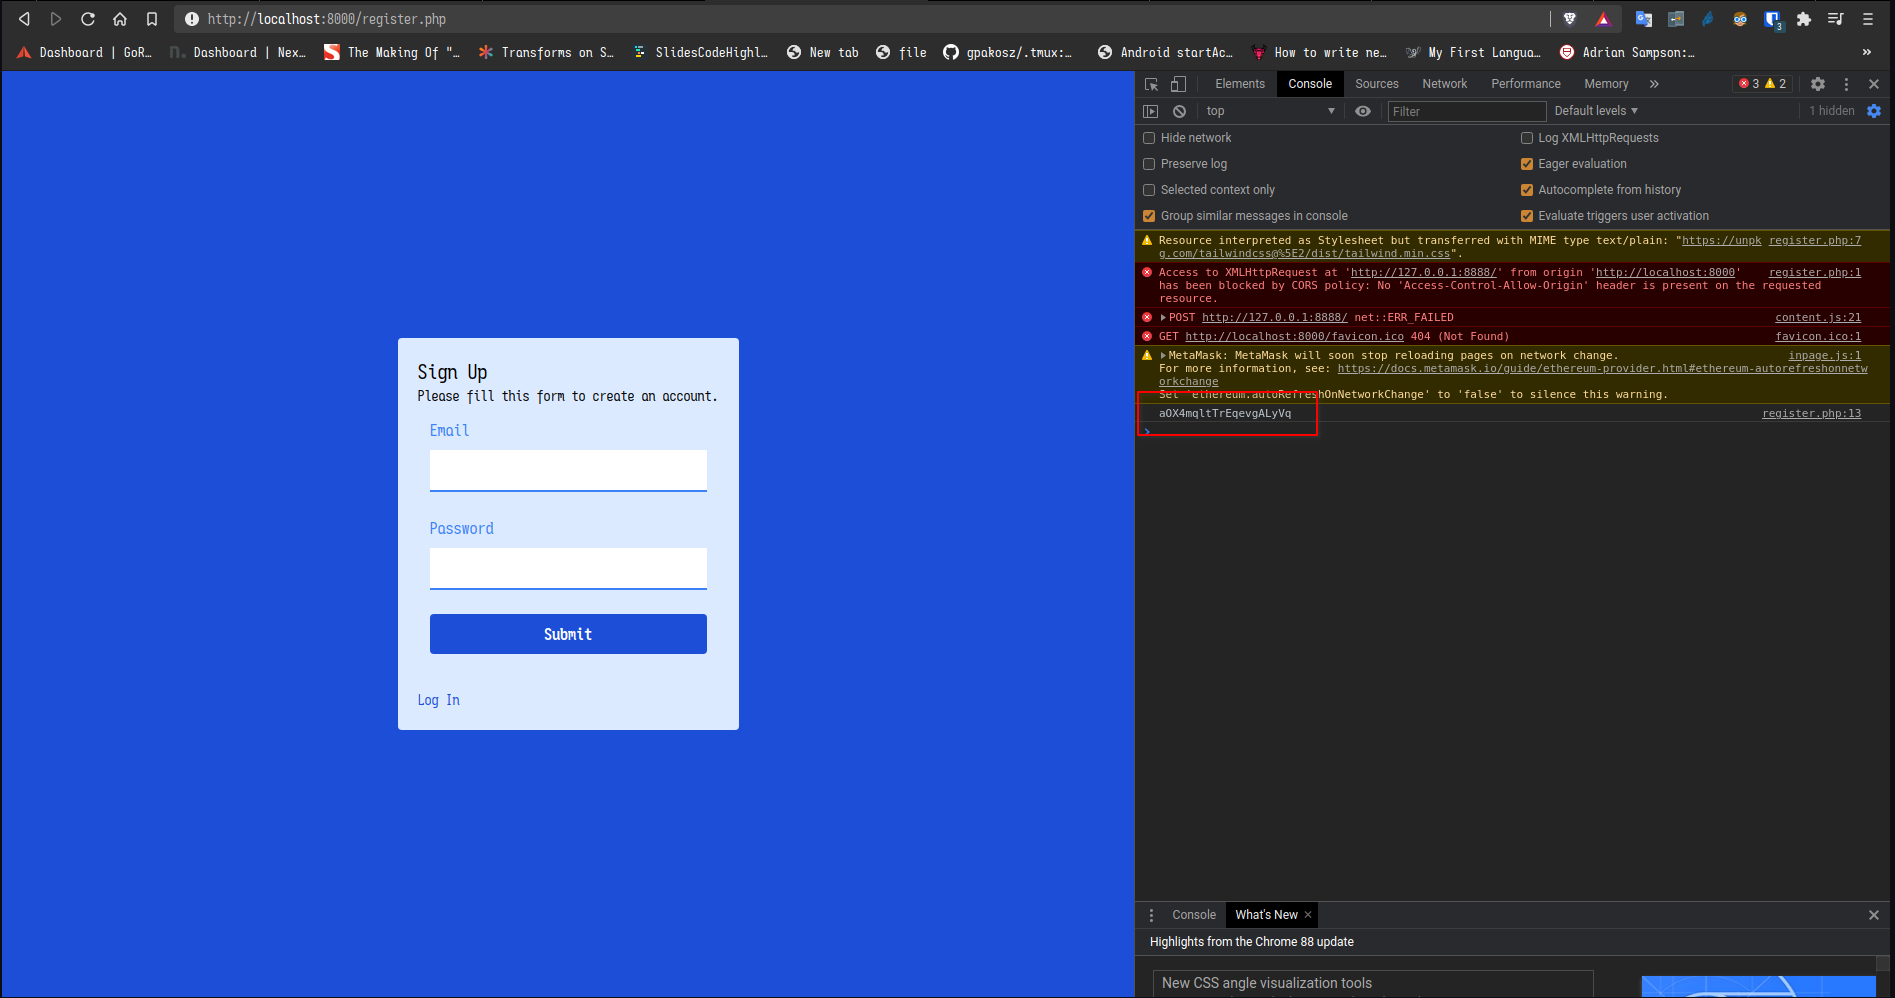 http://localhost:8000/register.php
Dashboard | GoR…
Dashboard | Nex…
The Making Of "…
Transforms on S…
SlidesCodeHighl…
New tab
file
gpakosz/.tmux:…
Android startAc…
How to write ne…
My First Langua…
Adrian Sampson:…
»
Elements Console Sources Network Performance Memory » 3 2
top Filter Default levels 1 hidden
Hide network Log XMLHttpRequests
Preserve log Eager evaluation
Selected context only Autocomplete from history
Group similar messages in console Evaluate triggers user activation
Resource interpreted as Stylesheet but transferred with MIME type text/plain: "https://unpk register.php:7
g.com/tailwindcss@%5E2/dist/tailwind.min.css".
Access to XMLHttpRequest at 'http://127.0.0.1:8888/' from origin 'http://localhost:8000' register.php:1
has been blocked by CORS policy: No 'Access-Control-Allow-Origin' header is present on the requested
resource.
POST http://127.0.0.1:8888/ net::ERR_FAILED content.js:21
GET http://localhost:8000/favicon.ico 404 (Not Found) favicon.ico:1
MetaMask: MetaMask will soon stop reloading pages on network change. inpage.js:1
For more information, see: https://docs.metamask.io/guide/ethereum-provider.html#ethereum-autorefreshonnetw
orkchange
Set 'ethereum.autoRefreshOnNetworkChange' to 'false' to silence this warning.
aOX4mqltTrEqevgALyVq register.php:13
Sign Up
Please fill this form to create an account.
Email
Password
Submit
Log In
Console What's New
Highlights from the Chrome 88 update
New CSS angle visualization tools